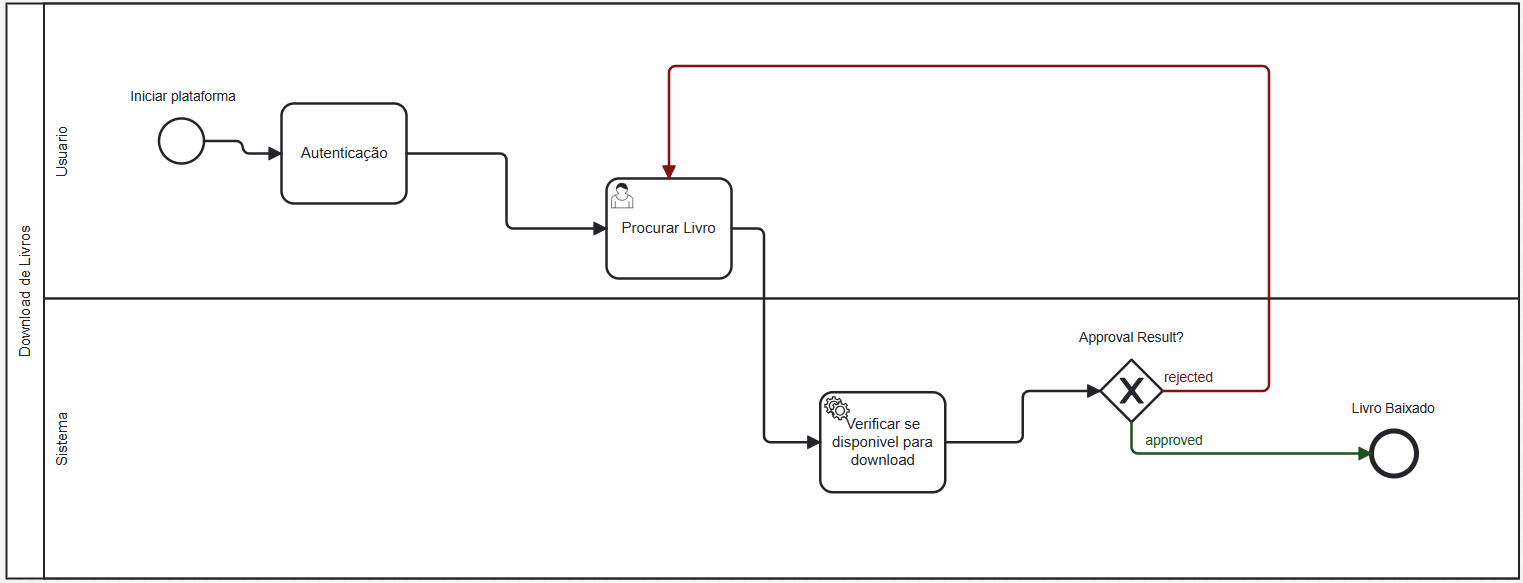 Download de Livros
Usuario
Iniciar plataforma
Autenticação
Procurar Livro
Sistema
Verificar se
disponivel para
download
Approval Result?
rejected
approved
Livro Baixado